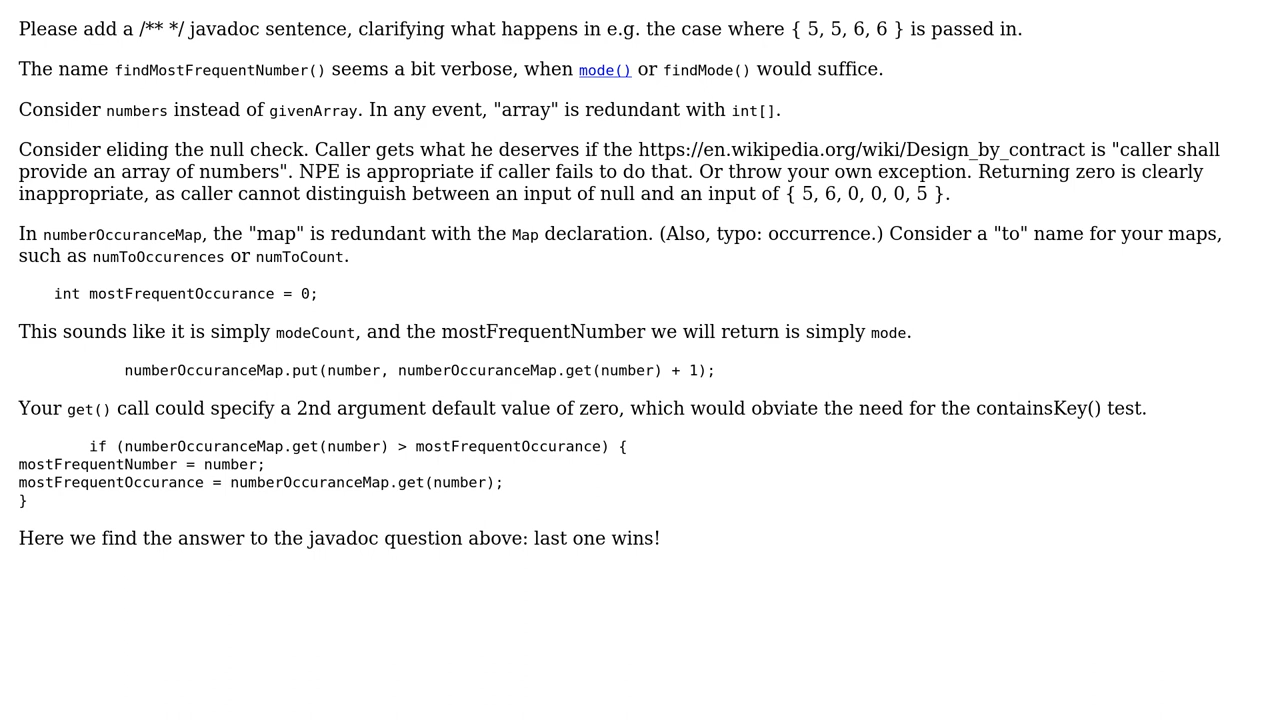 Please add a /** */ javadoc sentence, clarifying what happens in e.g. the case where { 5, 5, 6, 6 } is passed in.
The name findMostFrequentNumber() seems a bit verbose, when mode() or findMode() would suffice.
Consider numbers instead of givenArray. In any event, "array" is redundant with int[].
Consider eliding the null check. Caller gets what he deserves if the https://en.wikipedia.org/wiki/Design_by_contract is "caller shall
provide an array of numbers". NPE is appropriate if caller fails to do that. Or throw your own exception. Returning zero is clearly
inappropriate, as caller cannot distinguish between an input of null and an input of { 5, 6, 0, 0, 0, 5 }.
In numberOccuranceMap, the "map" is redundant with the Map declaration. (Also, typo: occurrence.) Consider a "to" name for your maps,
such as numToOccurences or numToCount.
int mostFrequentOccurance = 0;
This sounds like it is simply modeCount, and the mostFrequentNumber we will return is simply mode.
numberOccuranceMap.put(number, numberOccuranceMap.get(number) + 1);
Your get() call could specify a 2nd argument default value of zero, which would obviate the need for the containsKey() test.
if (numberOccuranceMap.get(number) > mostFrequentOccurance) {
mostFrequentNumber = number;
mostFrequentOccurance = numberOccuranceMap.get(number);
}
Here we find the answer to the javadoc question above: last one wins!